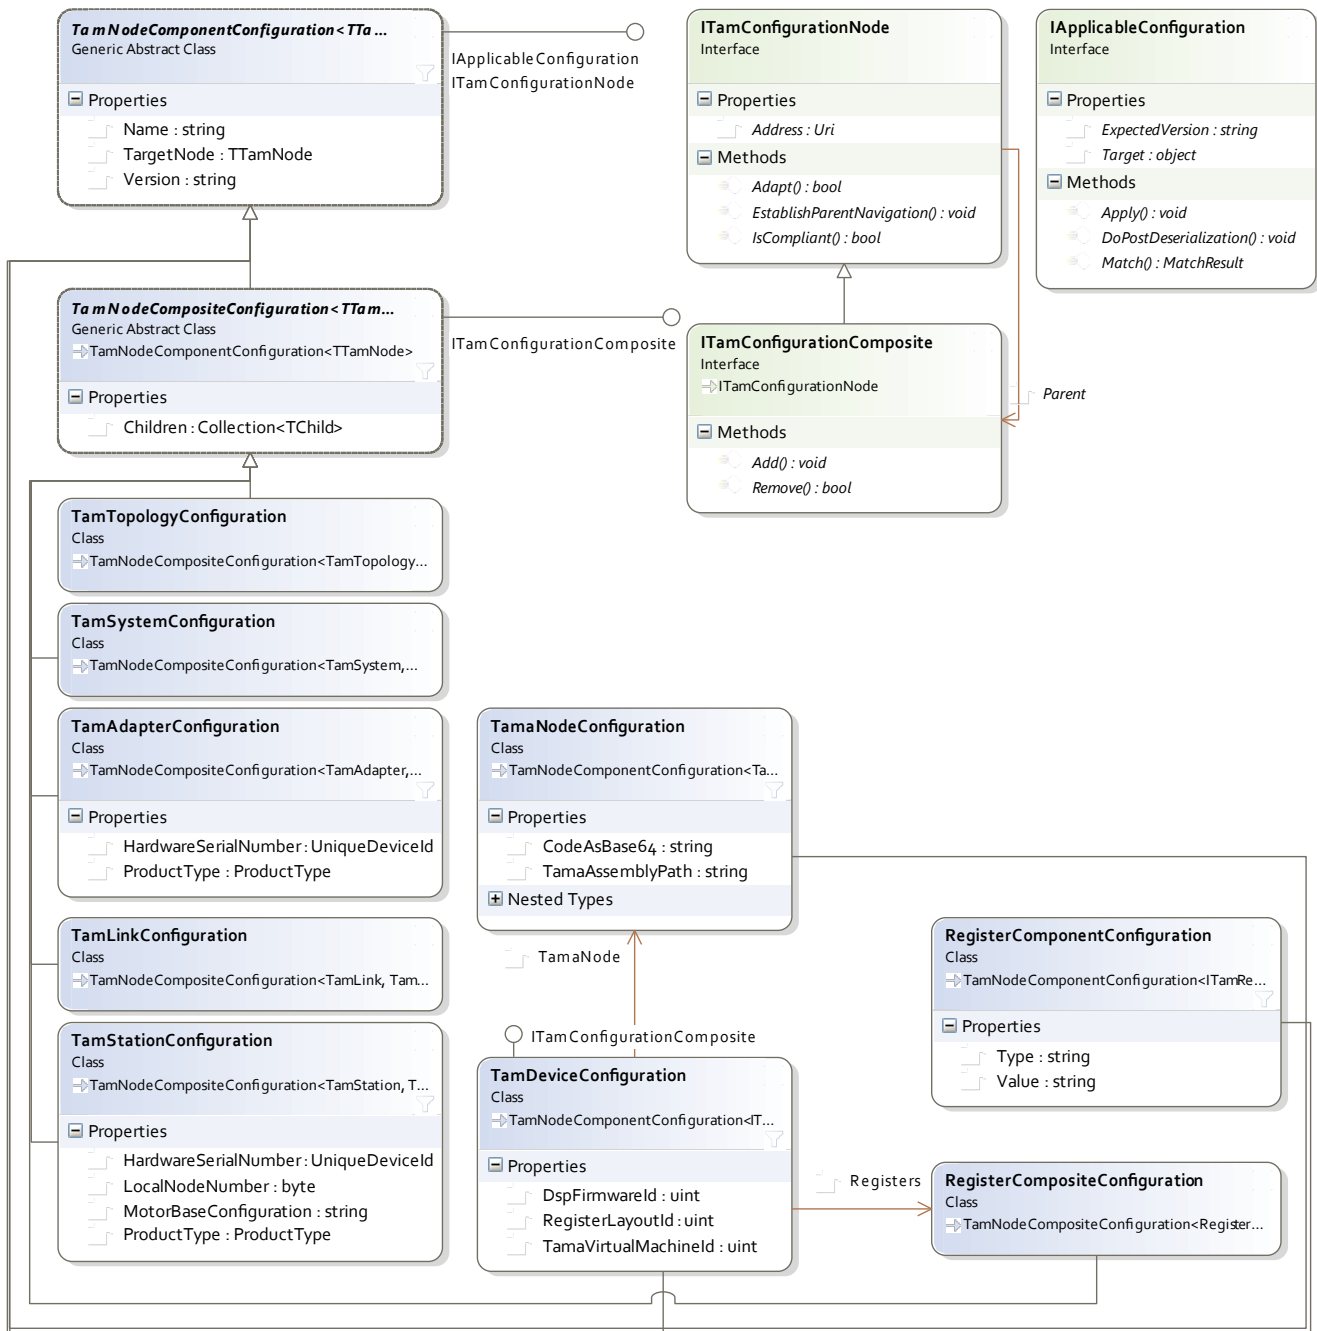 TamNodeComponentConfiguration<TTa...
Generic Abstract Class
Properties
Name : string
TargetNode : TTamNode
Version : string
IApplicableConfiguration
ITamConfigurationNode
ITamConfigurationNode
Interface
Properties
Address : Uri
Methods
Adapt() : bool
EstablishParentNavigation() : void
IsCompliant() : bool
IApplicableConfiguration
Interface
Properties
ExpectedVersion : string
Target : object
Methods
Apply() : void
DoPostDeserialization() : void
Match() : MatchResult
TamNodeCompositeConfiguration<TTam...
Generic Abstract Class
TamNodeComponentConfiguration<TTamNode>
Properties
Children : Collection<TChild>
ITamConfigurationComposite
ITamConfigurationComposite
Interface
ITamConfigurationNode
Methods
Add() : void
Remove() : bool
Parent
TamTopologyConfiguration
Class
TamNodeCompositeConfiguration<TamTopology...
TamSystemConfiguration
Class
TamNodeCompositeConfiguration<TamSystem,...
TamAdapterConfiguration
Class
TamNodeCompositeConfiguration<TamAdapter,...
Properties
HardwareSerialNumber : UniqueDeviceId
ProductType : ProductType
TamLinkConfiguration
Class
TamNodeCompositeConfiguration<TamLink, Tam...
TamStationConfiguration
Class
TamNodeCompositeConfiguration<TamStation, T...
Properties
HardwareSerialNumber : UniqueDeviceId
LocalNodeNumber : byte
MotorBaseConfiguration : string
ProductType : ProductType
TamaNodeConfiguration
Class
TamNodeComponentConfiguration<Ta...
Properties
CodeAsBase64 : string
TamaAssemblyPath : string
Nested Types
TamaNode
ITamConfigurationComposite
TamDeviceConfiguration
Class
TamNodeComponentConfiguration<IT...
Properties
DspFirmwareId : uint
RegisterLayoutId : uint
TamaVirtualMachineId : uint
Registers
RegisterComponentConfiguration
Class
TamNodeComponentConfiguration<ITamRe...
Properties
Type : string
Value : string
RegisterCompositeConfiguration
Class
TamNodeCompositeConfiguration<Register...